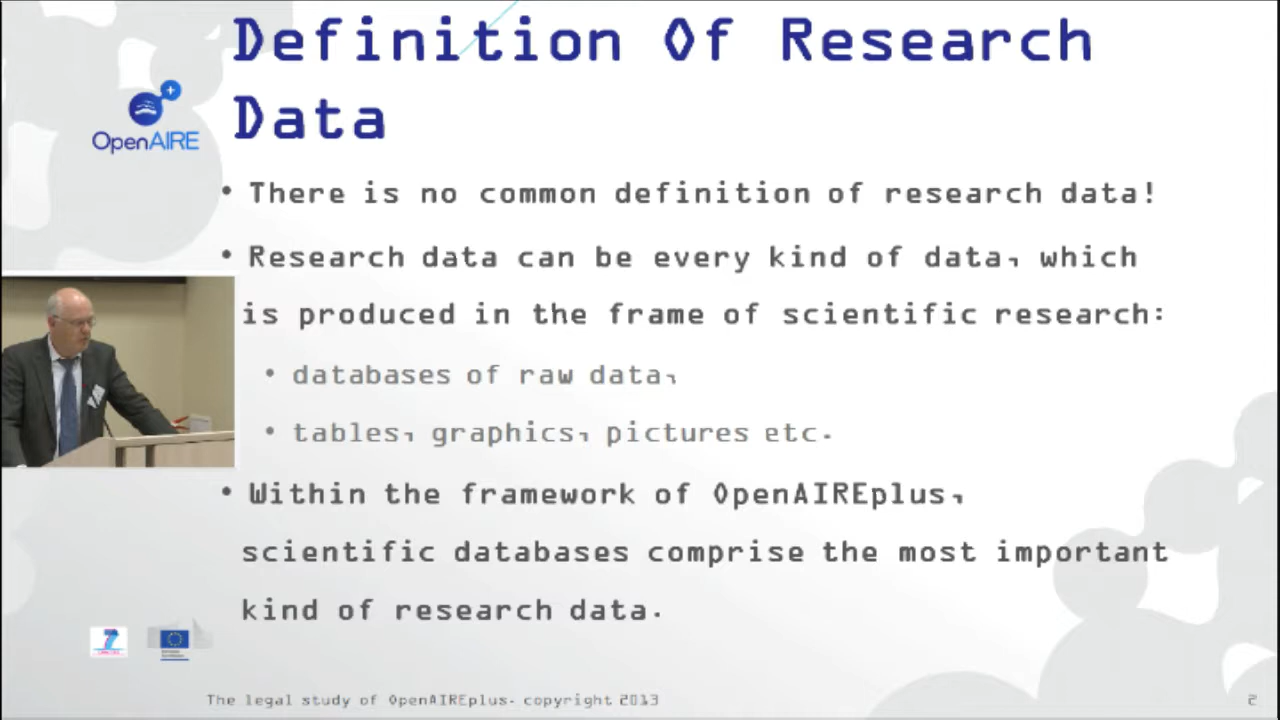 Definition Of Research
Data
OpenAIRE
• There is no common definition of research data!
• Research data can be every kind of data, which
is produced in the frame of scientific research:
• databases of raw data,
• tables, graphics, pictures etc.
• Within the framework of OpenAIREplus,
scientific databases comprise the most important
kind of research data.
The legal study of OpenAIREplus- copyright 2013
2